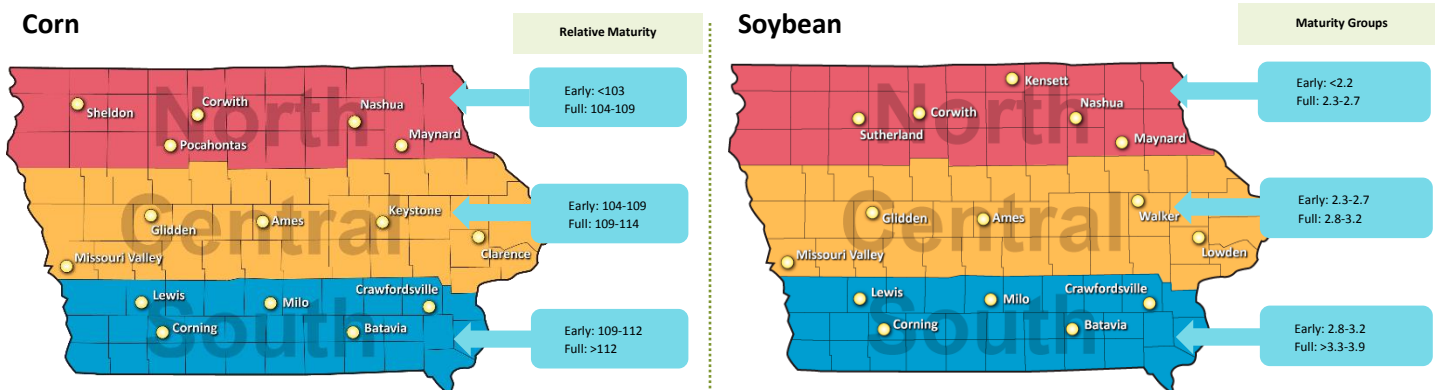 Corn
Relative Maturity
North
Sheldon
Corwith
Nashua
Pocahontas
Maynard
Early: <103
Full: 104-109
Central
Glidden
Ames
Keystone
Missouri Valley
Clarence
Early: 104-109
Full: 109-114
South
Lewis
Milo
Crawfordsville
Corning
Batavia
Early: 109-112
Full: >112
Soybean
Maturity Groups
North
Kensett
Sutherland
Corwith
Nashua
Maynard
Early: <2.2
Full: 2.3-2.7
Central
Glidden
Ames
Walker
Missouri Valley
Lowden
Early: 2.3-2.7
Full: 2.8-3.2
South
Lewis
Milo
Crawfordsville
Corning
Batavia
Early: 2.8-3.2
Full: >3.3-3.9